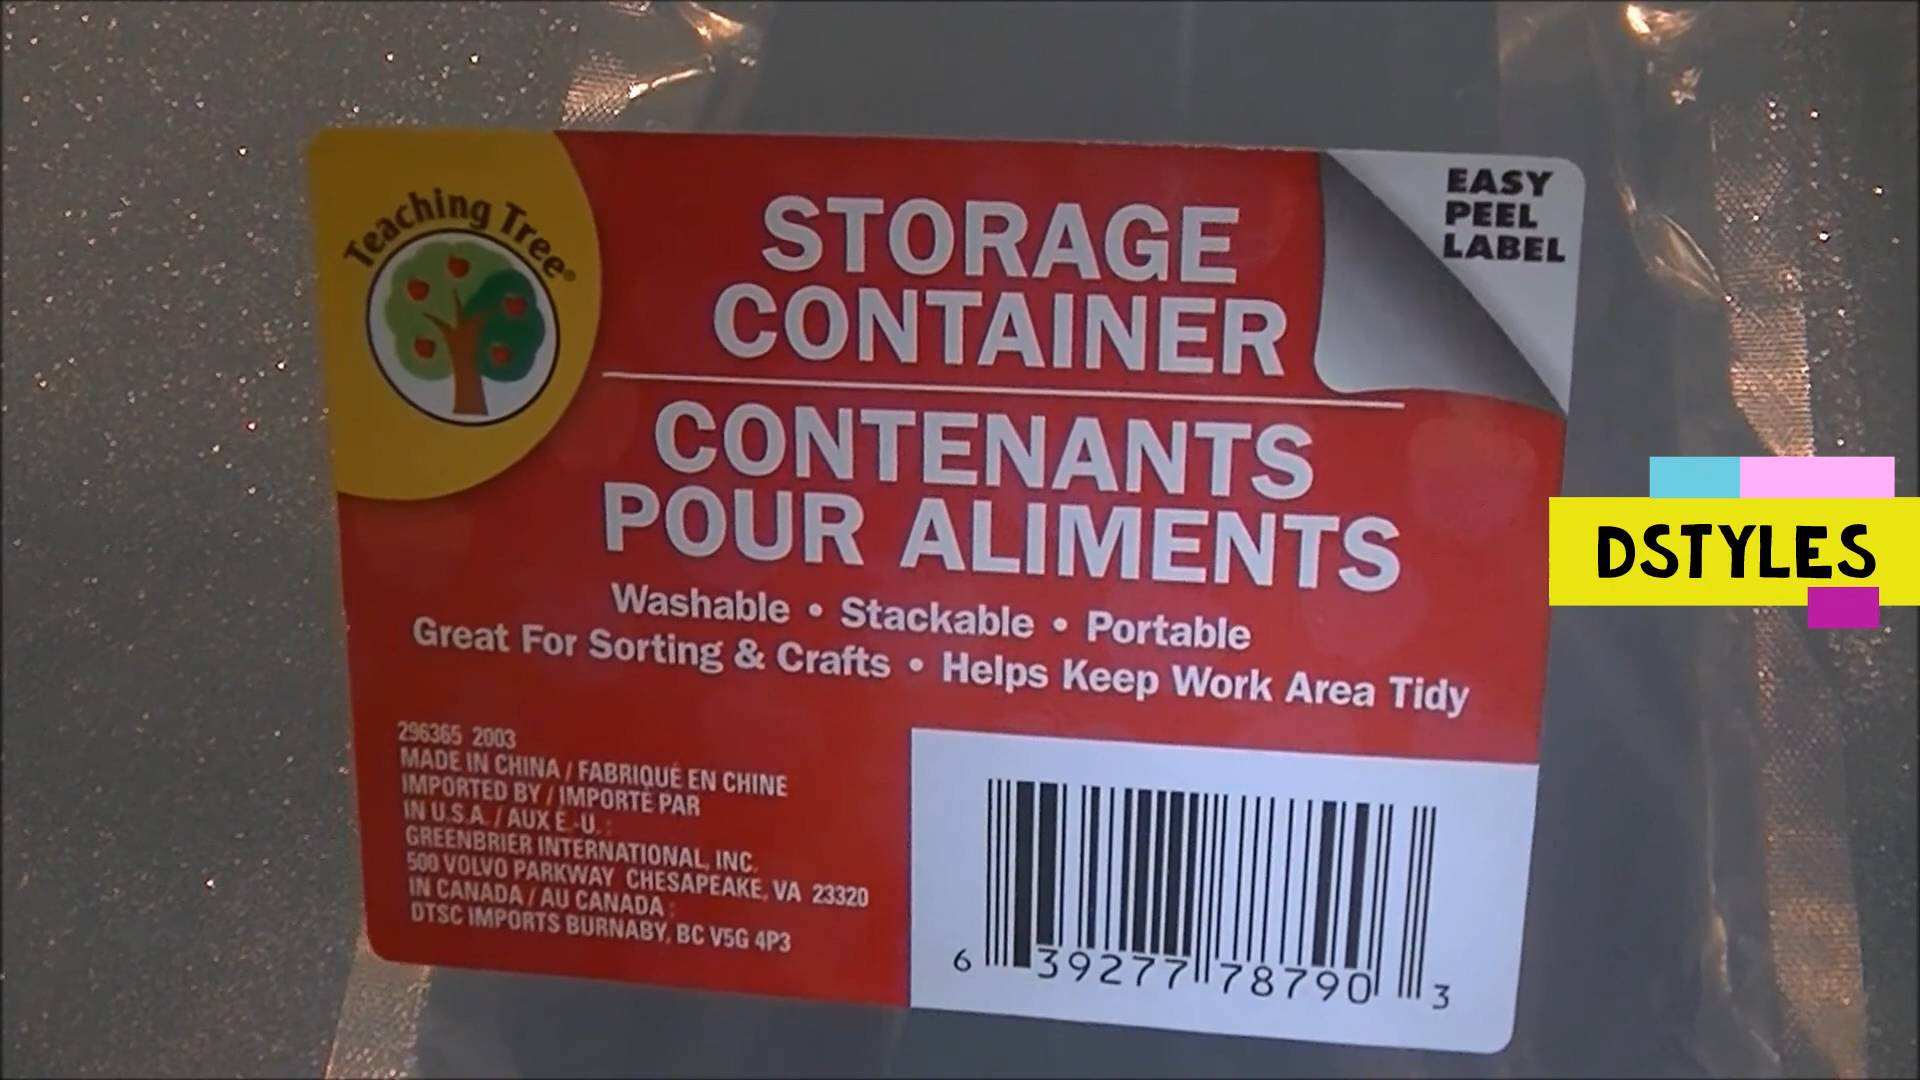 Teaching Tree®
STORAGE
CONTAINER
EASY
PEEL
LABEL
CONTENANTS
POUR ALIMENTS
Washable • Stackable • Portable
Great For Sorting & Crafts • Helps Keep Work Area Tidy
296365 2003
MADE IN CHINA / FABRIQUÉ EN CHINE
IMPORTED BY / IMPORTÉ PAR
IN U.S.A. / AUX É.-U. :
GREENBRIER INTERNATIONAL, INC.
500 VOLVO PARKWAY CHESAPEAKE, VA 23320
IN CANADA / AU CANADA :
DTSC IMPORTS BURNABY, BC V5G 4P3
6 39277 78790 3
DSTYLES